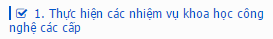 1. Thực hiện các nhiệm vụ khoa học công
nghệ các cấp